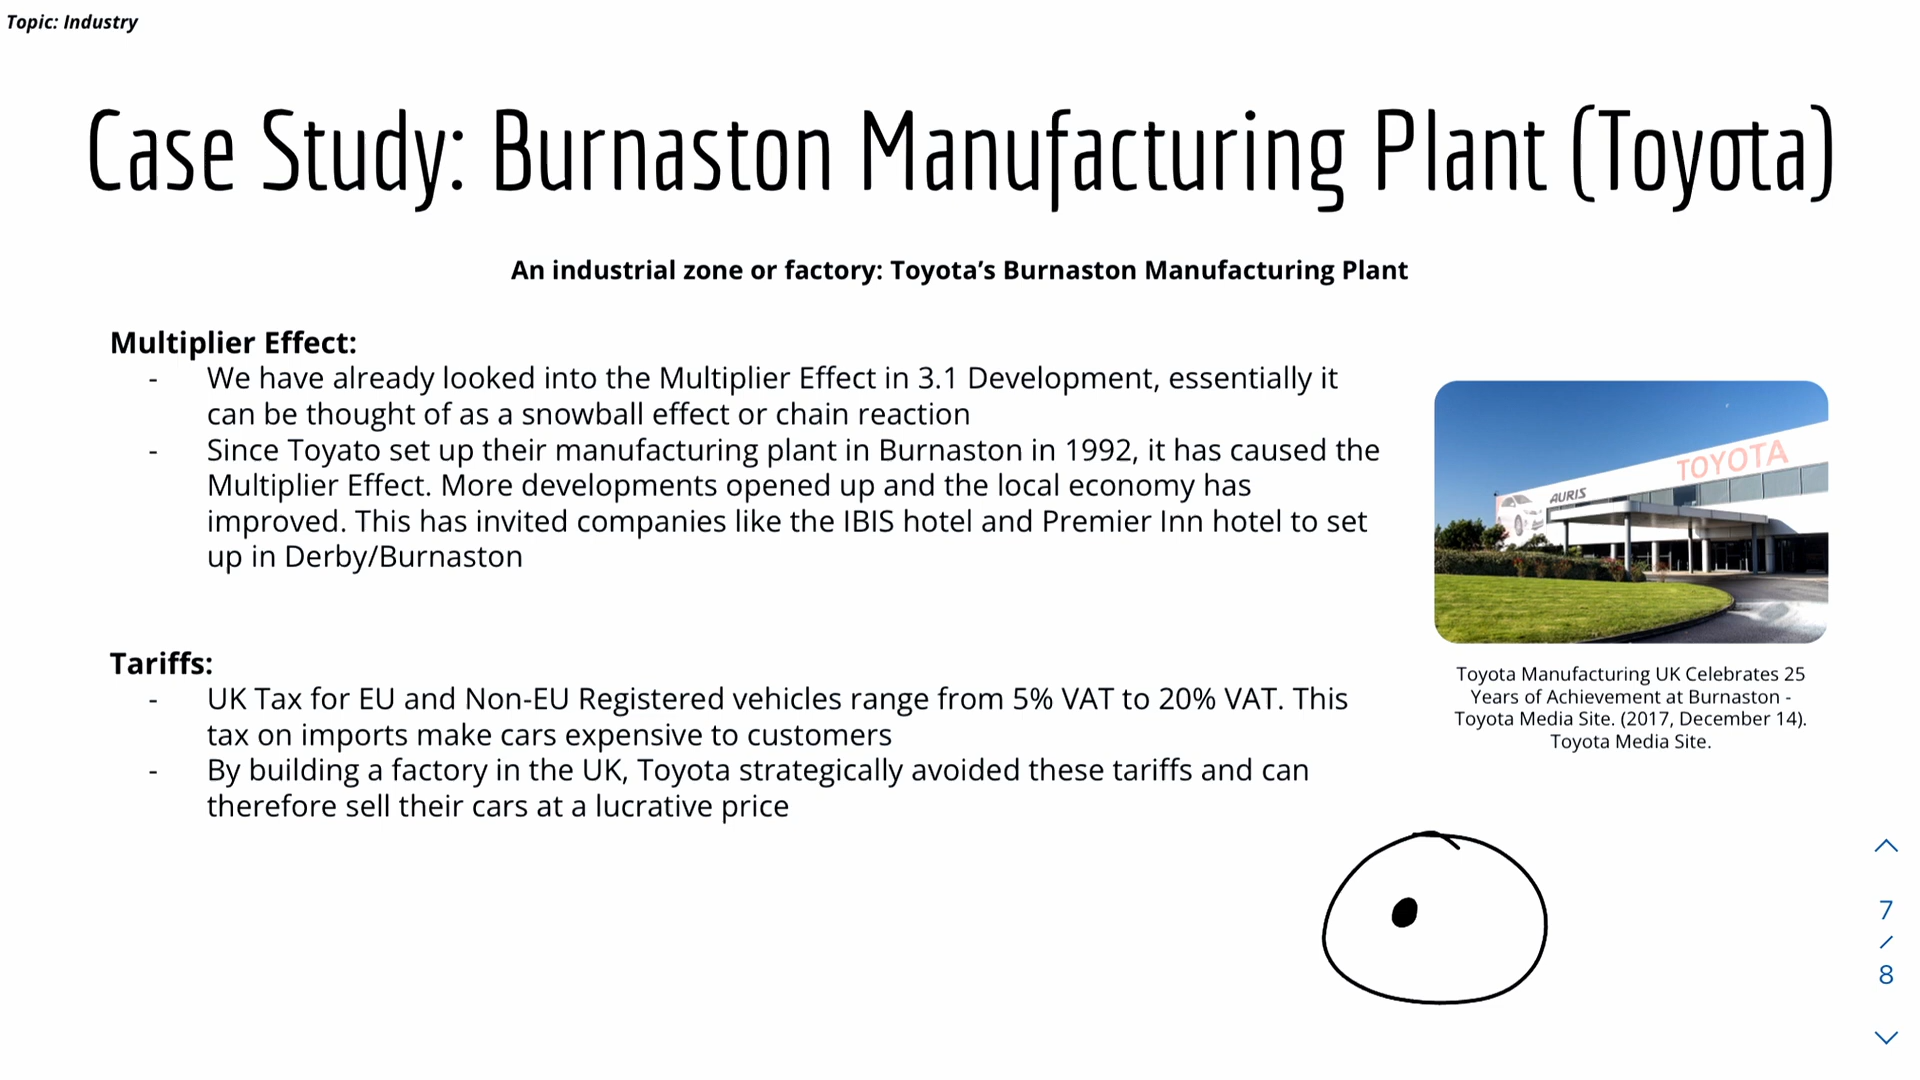 Topic: Industry
Case Study: Burnaston Manufacturing Plant (Toyota)
An industrial zone or factory: Toyota’s Burnaston Manufacturing Plant
Multiplier Effect:
- We have already looked into the Multiplier Effect in 3.1 Development, essentially it
can be thought of as a snowball effect or chain reaction
- Since Toyato set up their manufacturing plant in Burnaston in 1992, it has caused the
Multiplier Effect. More developments opened up and the local economy has
improved. This has invited companies like the IBIS hotel and Premier Inn hotel to set
up in Derby/Burnaston
Tariffs:
- UK Tax for EU and Non-EU Registered vehicles range from 5% VAT to 20% VAT. This
tax on imports make cars expensive to customers
- By building a factory in the UK, Toyota strategically avoided these tariffs and can
therefore sell their cars at a lucrative price
TOYOTA
AURIS
Toyota Manufacturing UK Celebrates 25
Years of Achievement at Burnaston -
Toyota Media Site. (2017, December 14).
Toyota Media Site.
7
/
8